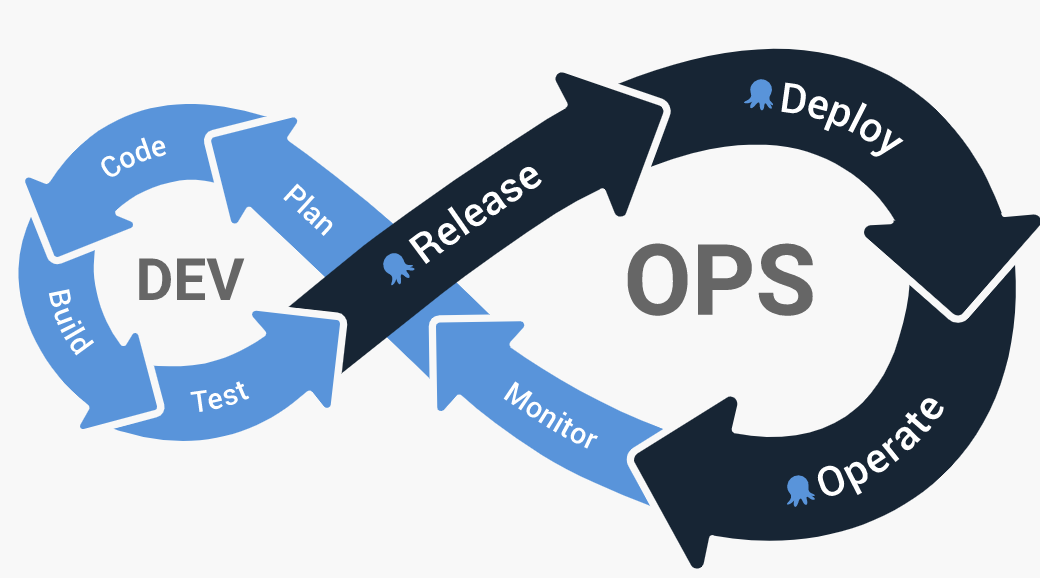 Plan
Code
Build
Test
DEV
Release
Deploy
Operate
Monitor
OPS